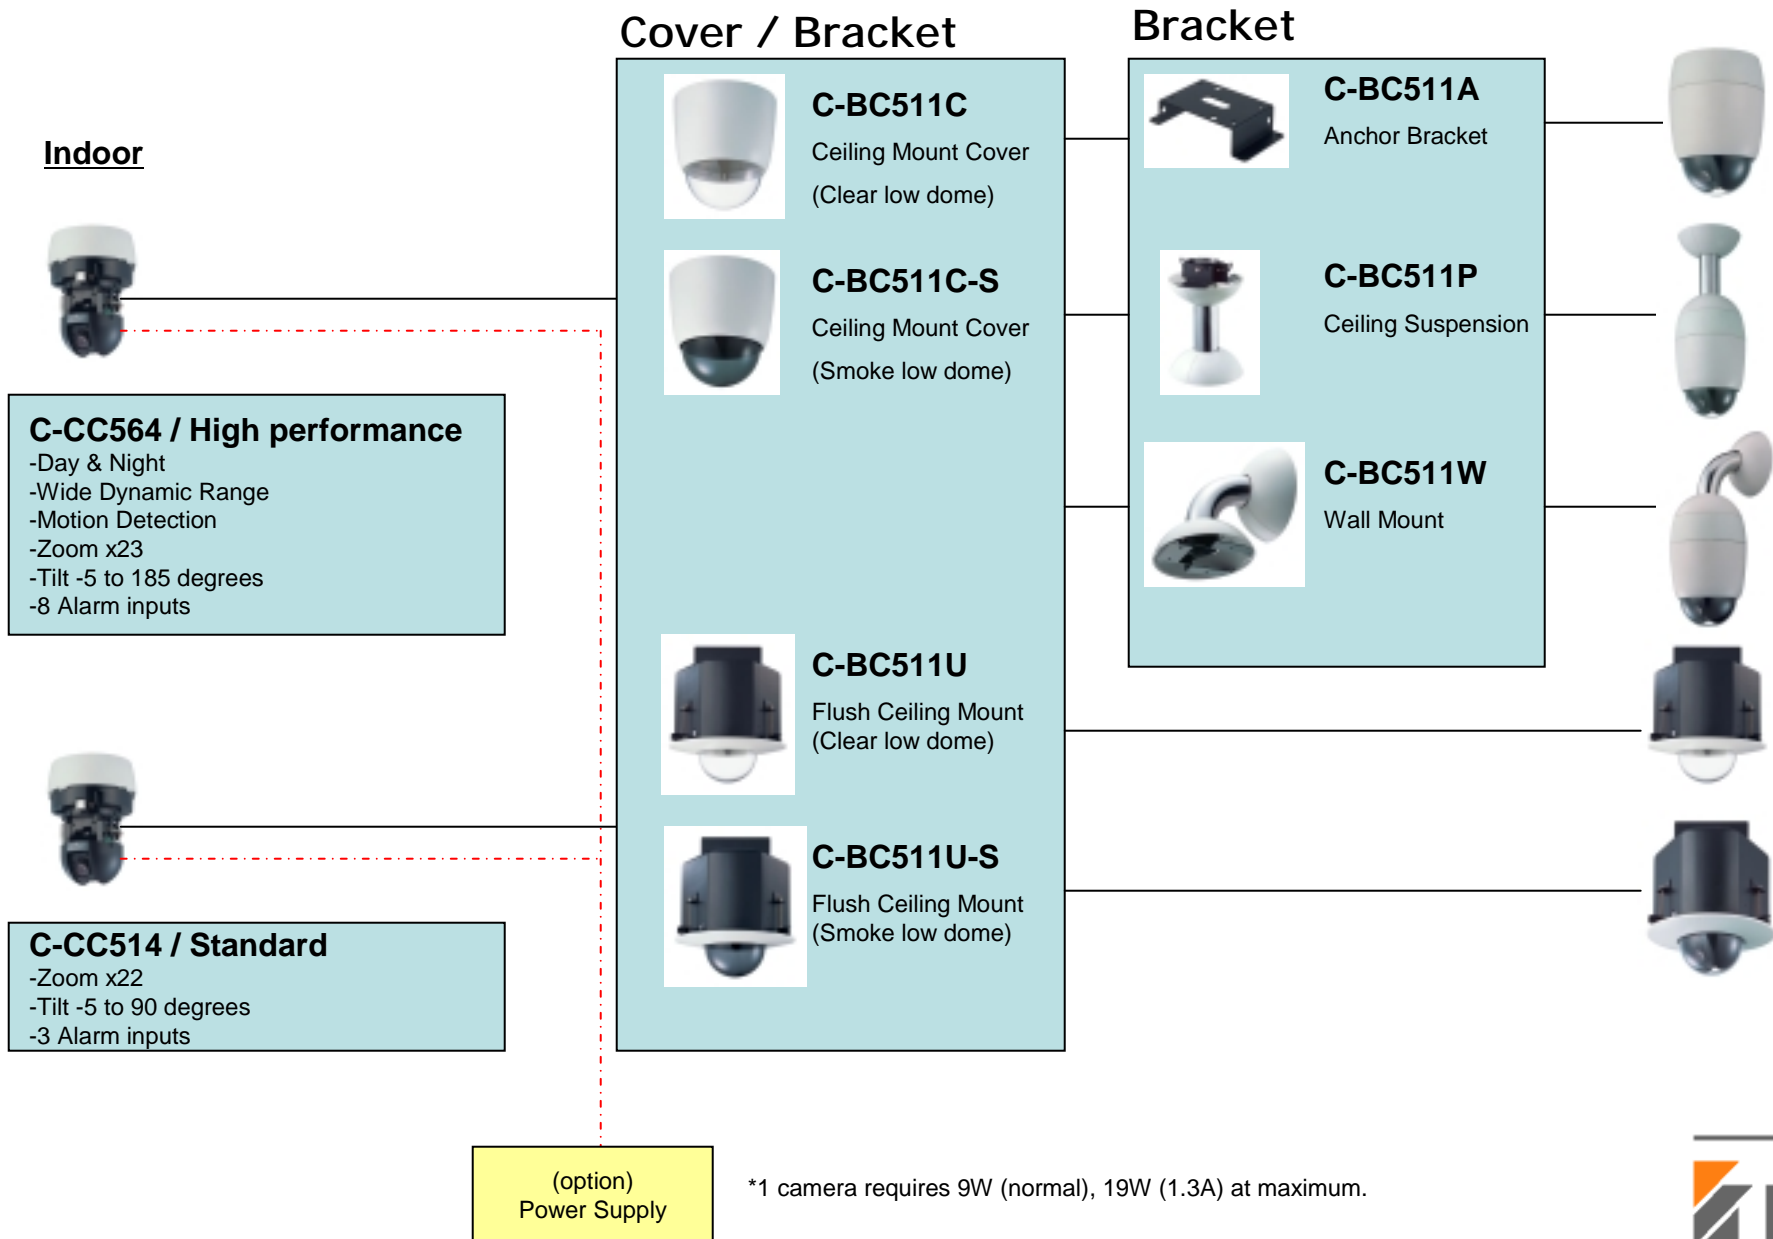 Cover / Bracket
Bracket
Indoor
C-BC511C
Ceiling Mount Cover
(Clear low dome)
C-BC511C-S
Ceiling Mount Cover
(Smoke low dome)
C-BC511U
Flush Ceiling Mount
(Clear low dome)
C-BC511U-S
Flush Ceiling Mount
(Smoke low dome)
C-BC511A
Anchor Bracket
C-BC511P
Ceiling Suspension
C-BC511W
Wall Mount
C-CC564 / High performance
-Day & Night
-Wide Dynamic Range
-Motion Detection
-Zoom x23
-Tilt -5 to 185 degrees
-8 Alarm inputs
C-CC514 / Standard
-Zoom x22
-Tilt -5 to 90 degrees
-3 Alarm inputs
(option)
Power Supply
*1 camera requires 9W (normal), 19W (1.3A) at maximum.